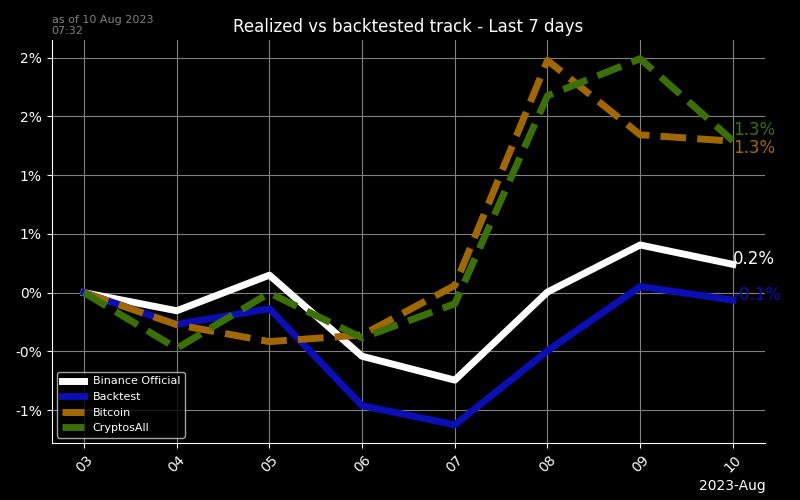 as of 10 Aug 2023
07:32
Realized vs backtested track - Last 7 days
2%
2%
1%
1%
0%
-0%
-1%
1.3%
1.3%
0.2%
-0.1%
Binance Official
Backtest
Bitcoin
CryptosAll
03
04
05
06
07
08
09
10
2023-Aug